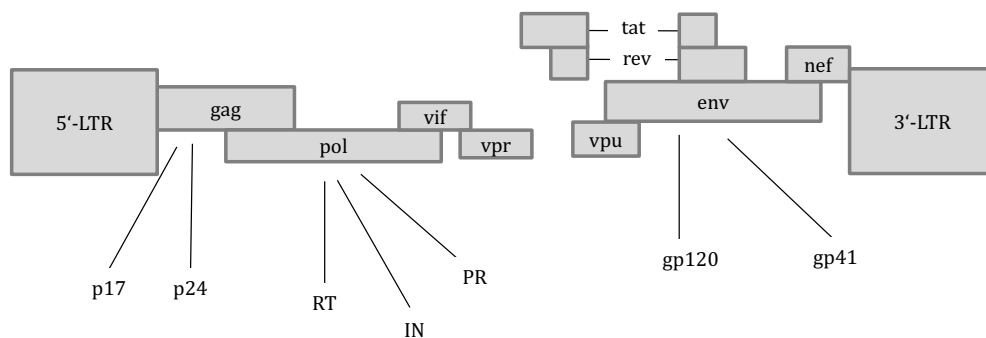 tat
rev
nef
gag
env
5‘-LTR
vif
3‘-LTR
pol
vpr
vpu
gp120
gp41
p17
p24
PR
RT
IN